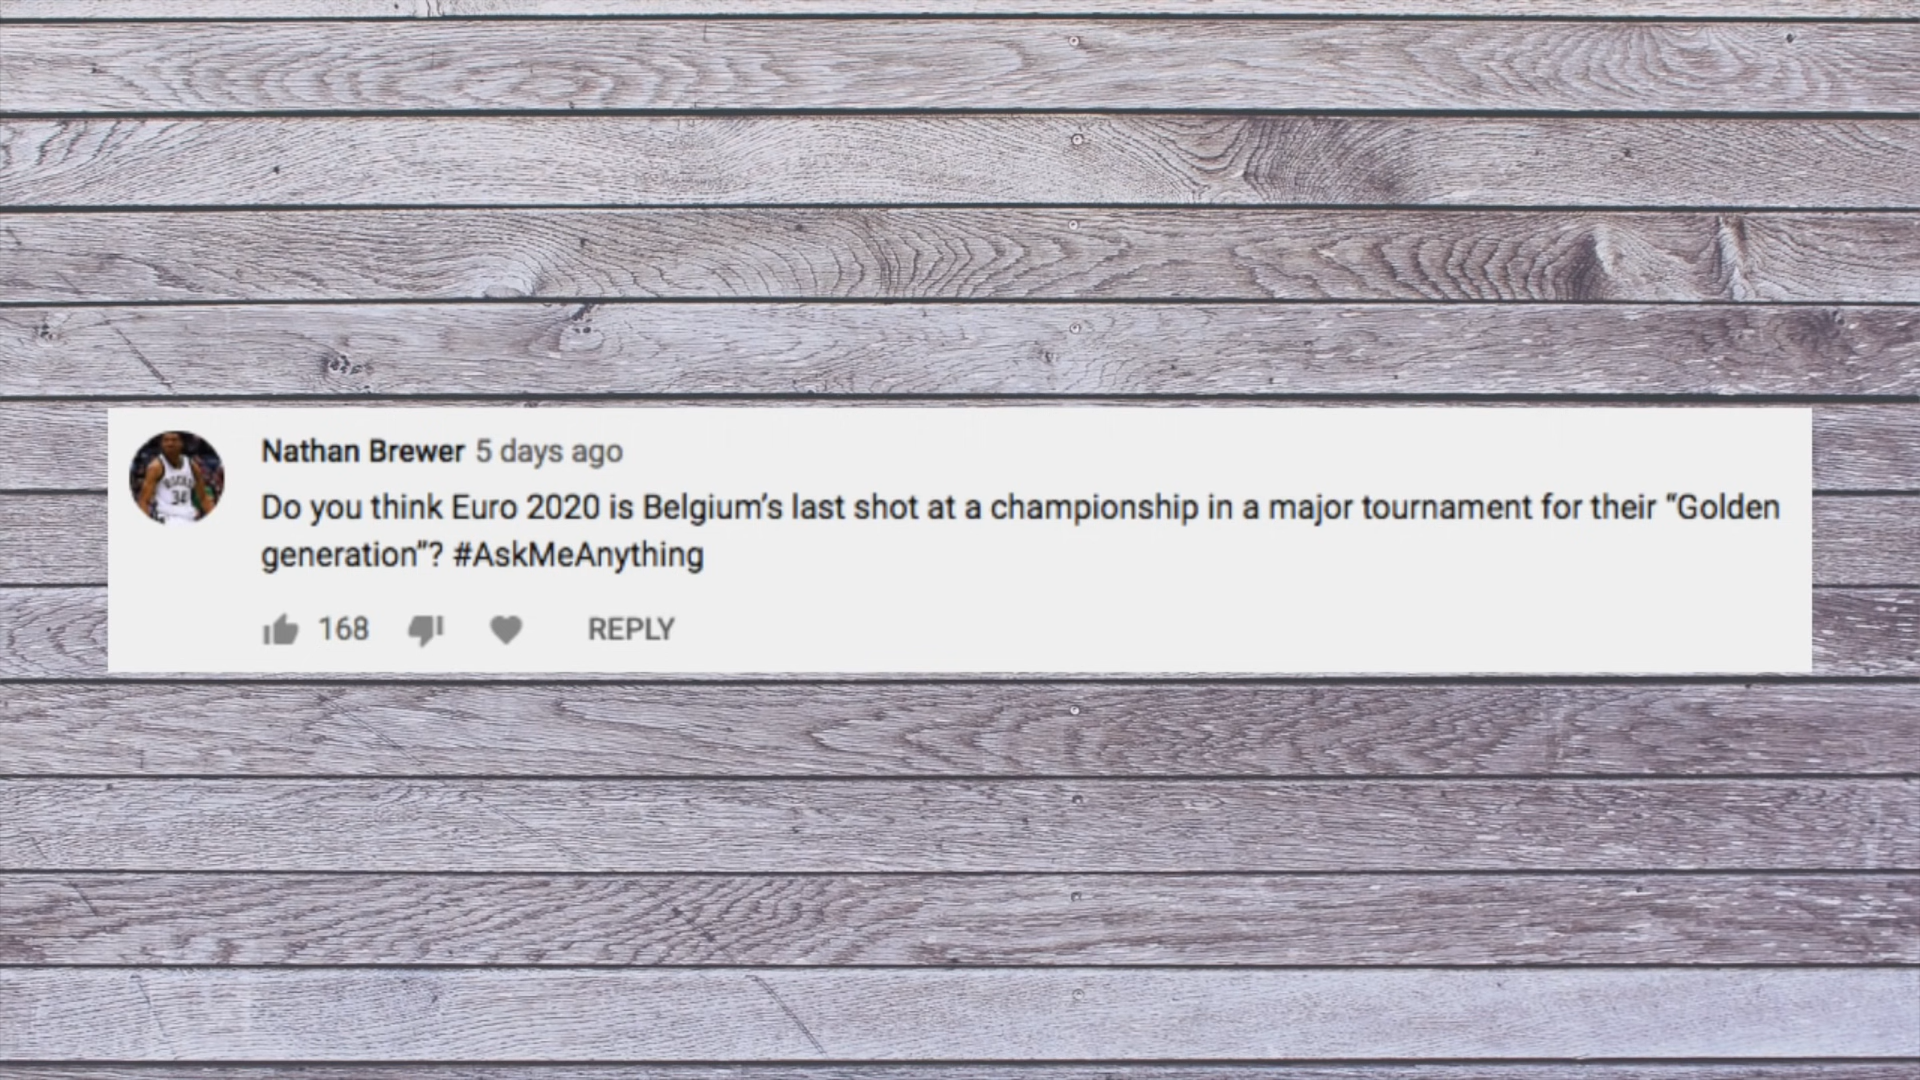 Nathan Brewer 5 days ago
Do you think Euro 2020 is Belgium's last shot at a championship in a major tournament for their “Golden
generation”? #AskMeAnything
168
REPLY
34